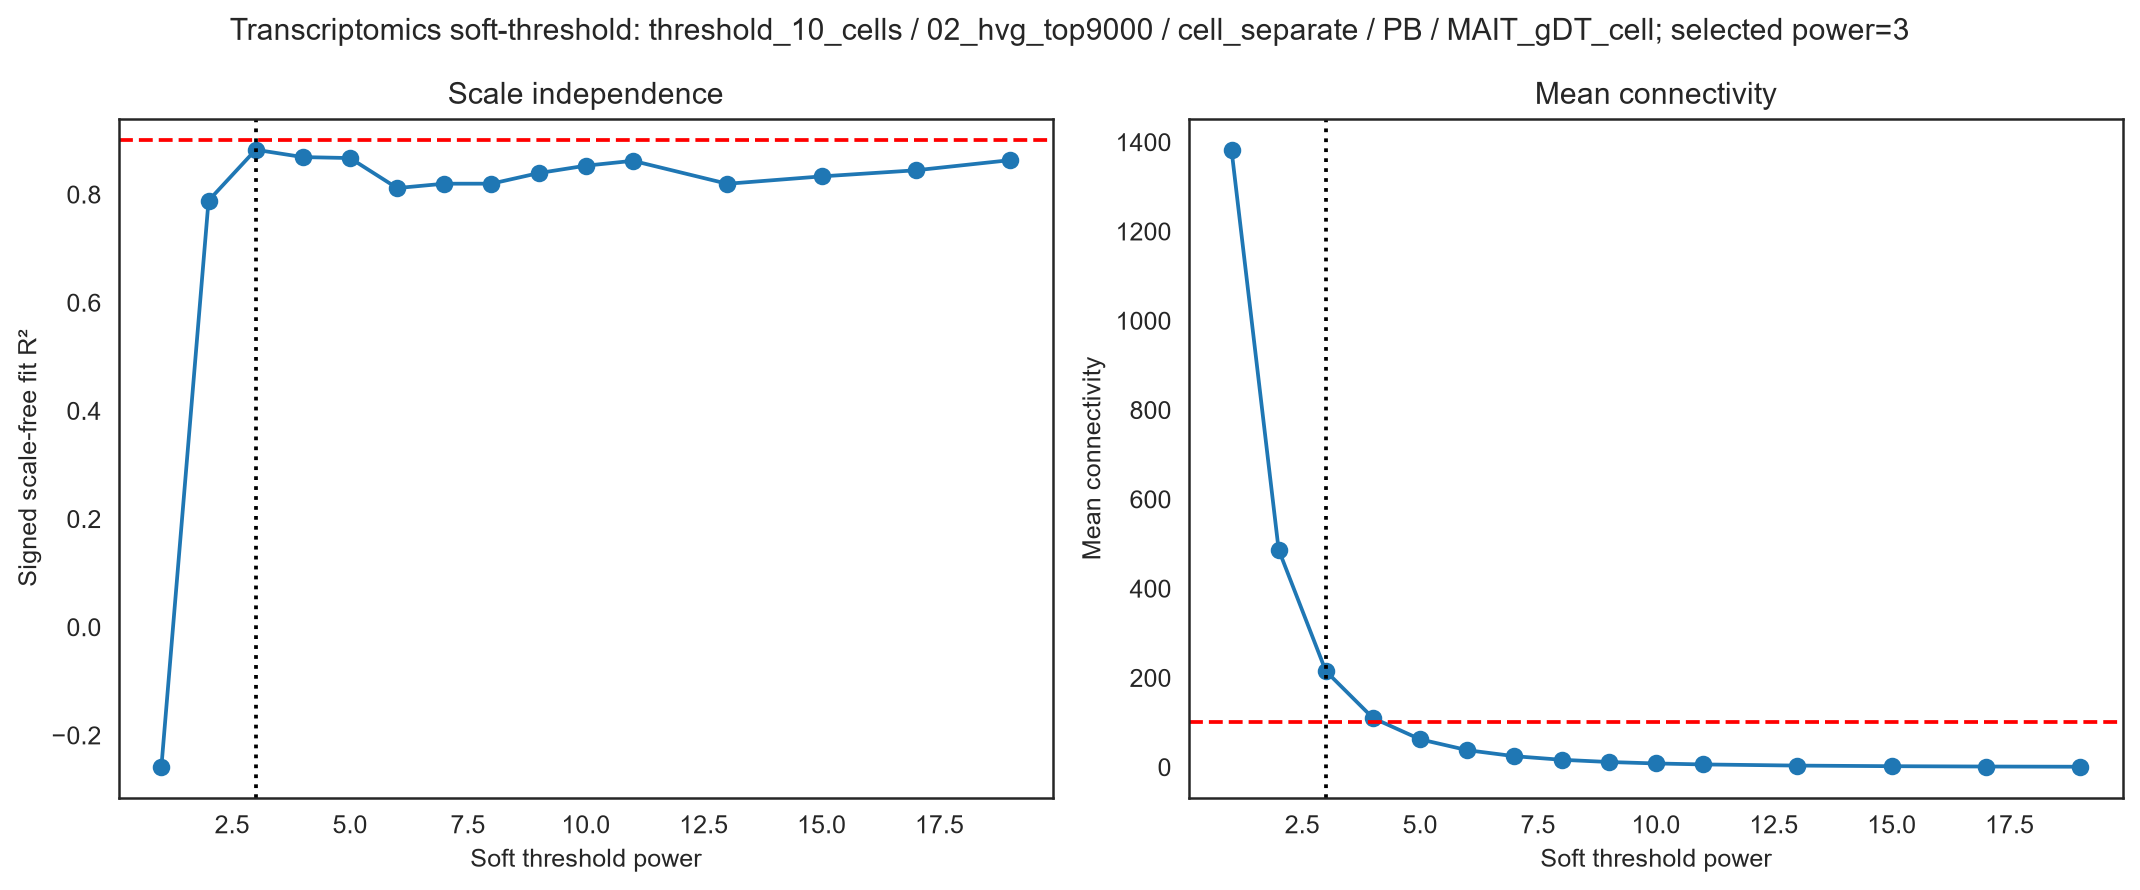 Transcriptomics soft-threshold: threshold_10_cells / 02_hvg_top9000 / cell_separate / PB / MAIT_gDT_cell; selected power=3
Scale independence
Signed scale-free fit R²
0.8
0.6
0.4
0.2
0.0
−0.2
2.5 5.0 7.5 10.0 12.5 15.0 17.5
Soft threshold power
Mean connectivity
Mean connectivity
1400
1200
1000
800
600
400
200
0
2.5 5.0 7.5 10.0 12.5 15.0 17.5
Soft threshold power